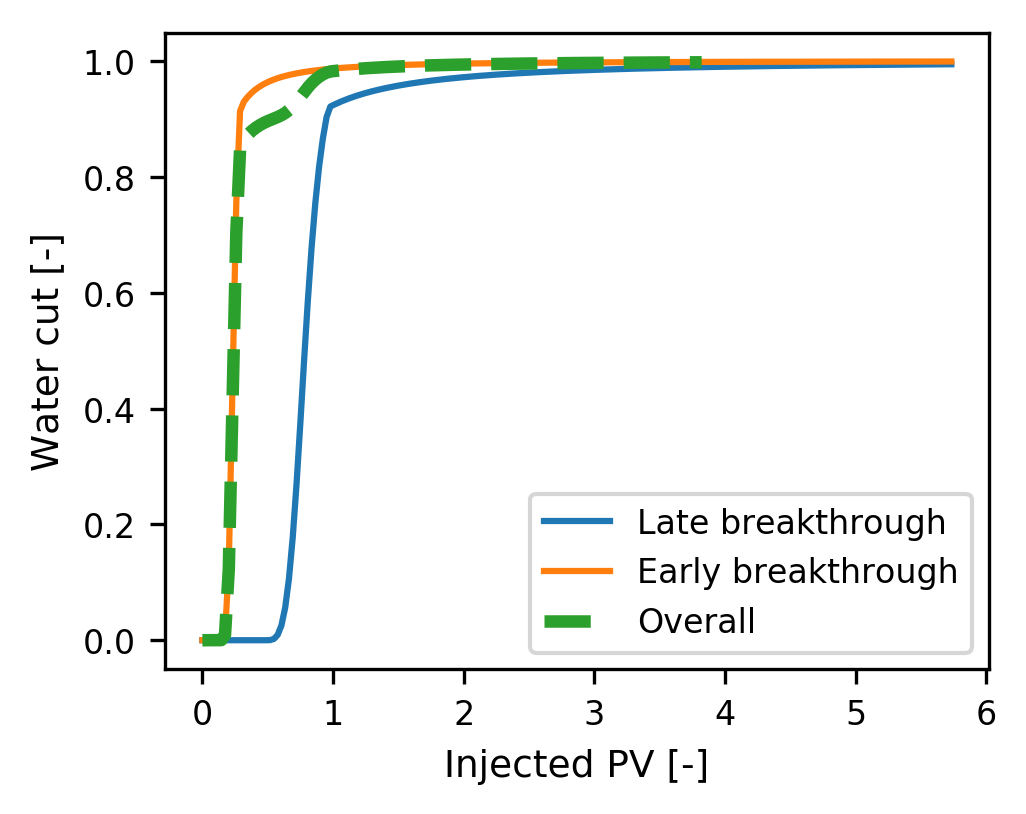 1.0
0.8
0.6
0.4
0.2
0.0
Water cut [-]
Late breakthrough
Early breakthrough
Overall
0 1 2 3 4 5 6
Injected PV [-]